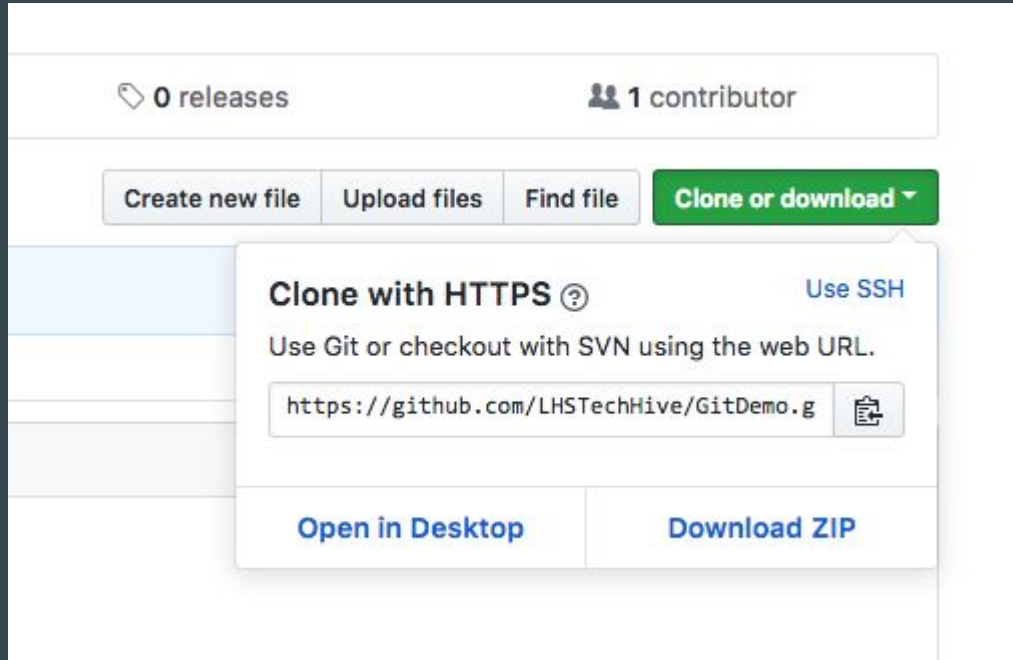 0 releases
1 contributor
Create new file
Upload files
Find file
Clone or download
Clone with HTTPS
Use SSH
Use Git or checkout with SVN using the web URL.
https://github.com/LHSTechHive/GitDemo.g
Open in Desktop
Download ZIP